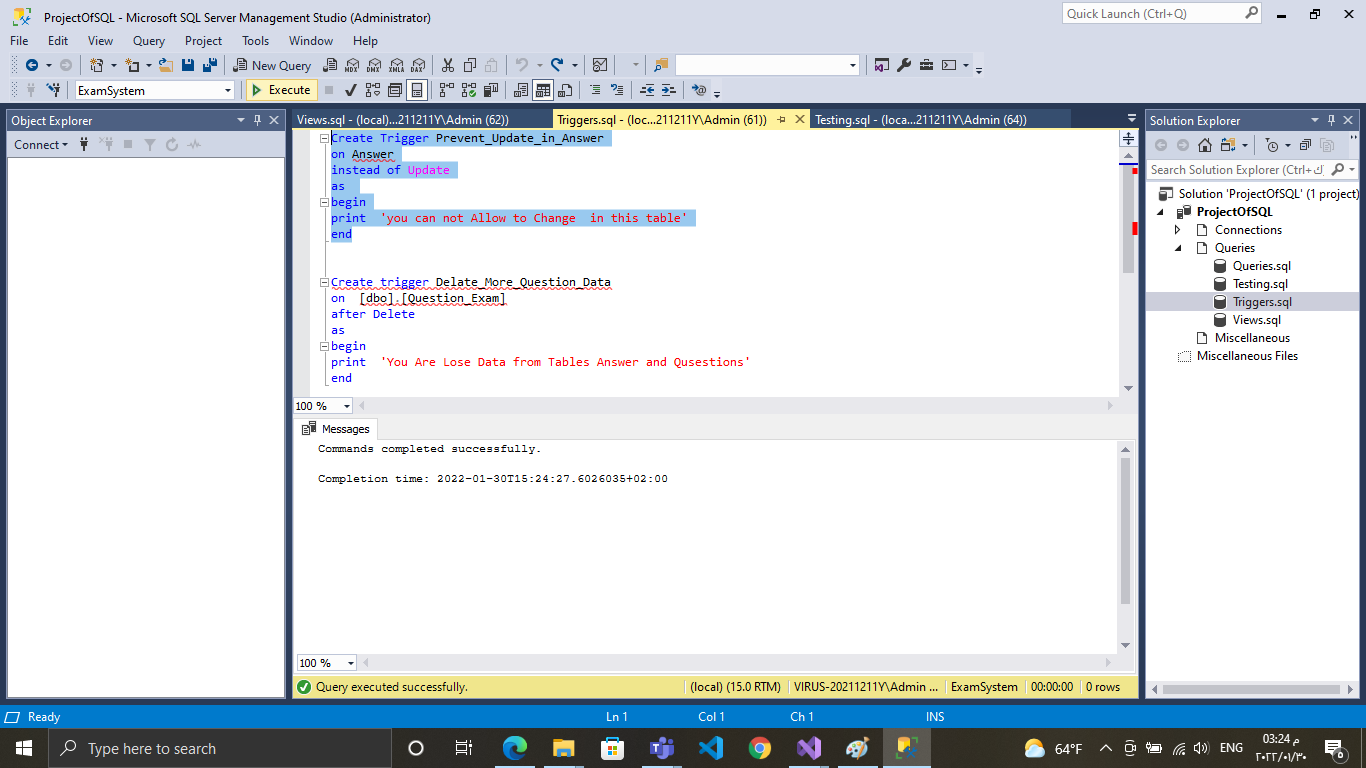 ProjectOfSQL - Microsoft SQL Server Management Studio (Administrator)
Quick Launch (Ctrl+Q)
File Edit View Query Project Tools Window Help
New Query
MDX DMX XMLA DAX
ExamSystem
Execute
Object Explorer
Connect
Views.sql - (local)...211211Y\Admin (62))
Triggers.sql - (loc...211211Y\Admin (61))
Testing.sql - (loca...211211Y\Admin (64))
Create Trigger Prevent_Update_in_Answer
on Answer
instead of Update
as
begin
print 'you can not Allow to Change in this table'
end
Create trigger Delate_More_Question_Data
on [dbo].[Question_Exam]
after Delete
as
begin
print 'You Are Lose Data from Tables Answer and Qusestions'
end
100 %
Messages
Commands completed successfully.
Completion time: 2022-01-30T15:24:27.6026035+02:00
100 %
Query executed successfully.
(local) (15.0 RTM)
VIRUS-20211211Y\Admin ...
ExamSystem
00:00:00
0 rows
Solution Explorer
Search Solution Explorer (Ctrl+ك)
Solution 'ProjectOfSQL' (1 project)
ProjectOfSQL
Connections
Queries
Queries.sql
Testing.sql
Triggers.sql
Views.sql
Miscellaneous
Miscellaneous Files
Ready
Ln 1
Col 1
Ch 1
INS
Type here to search
64°F
ENG
03:24 م
٢٠٢٢/٠١/٣٠
8